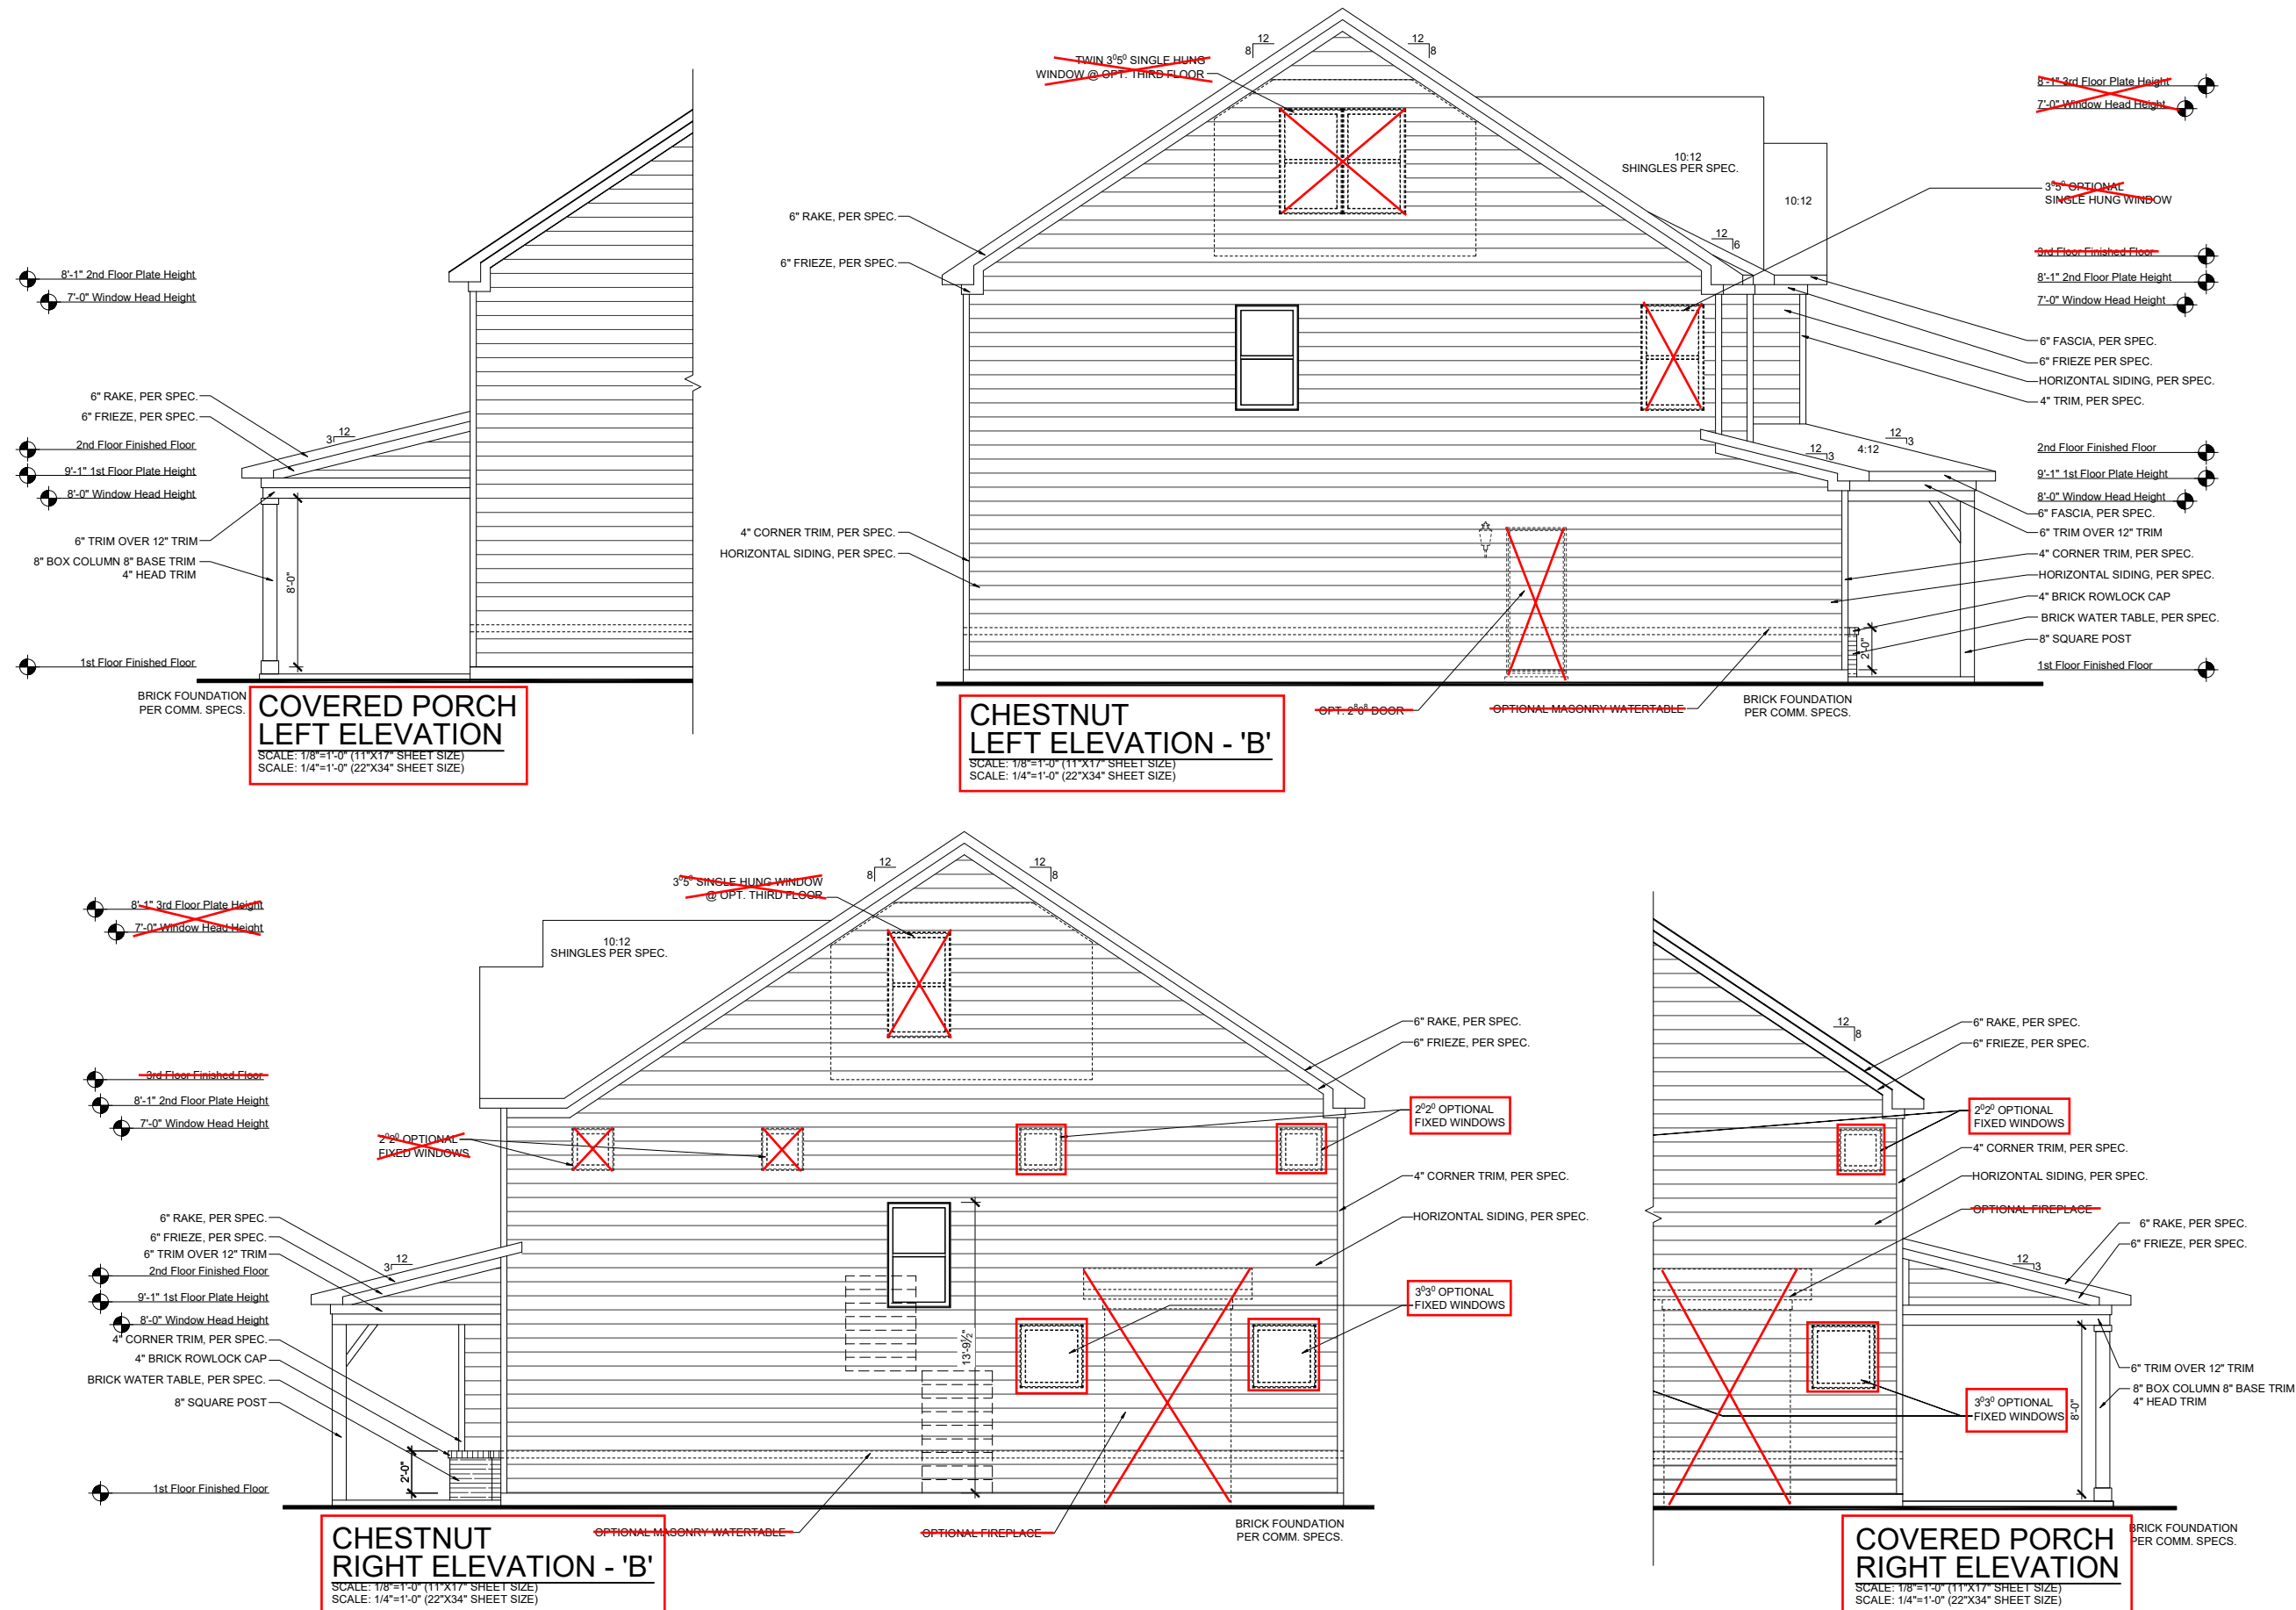 8'-1" 2nd Floor Plate Height
7'-0" Window Head Height
6" RAKE, PER SPEC.
6" FRIEZE, PER SPEC.
12
3
2nd Floor Finished Floor
9'-1" 1st Floor Plate Height
8'-0" Window Head Height
6" TRIM OVER 12" TRIM
8" BOX COLUMN 8" BASE TRIM
4" HEAD TRIM
8'-0"
1st Floor Finished Floor
BRICK FOUNDATION
PER COMM. SPECS.
COVERED PORCH
LEFT ELEVATION
SCALE: 1/8"=1'-0" (11"X17" SHEET SIZE)
SCALE: 1/4"=1'-0" (22"X34" SHEET SIZE)
12
8
12
8
TWIN 3⁰5⁰ SINGLE HUNG
WINDOW @ OPT. THIRD FLOOR
10:12
SHINGLES PER SPEC.
10:12
12
6
6" RAKE, PER SPEC.
6" FRIEZE, PER SPEC.
4" CORNER TRIM, PER SPEC.
HORIZONTAL SIDING, PER SPEC.
12
3
4:12
12
3
2'-0"
8'-1" 3rd Floor Plate Height
7'-0" Window Head Height
3⁰5⁰ OPTIONAL
SINGLE HUNG WINDOW
3rd Floor Finished Floor
8'-1" 2nd Floor Plate Height
7'-0" Window Head Height
6" FASCIA, PER SPEC.
6" FRIEZE PER SPEC.
HORIZONTAL SIDING, PER SPEC.
4" TRIM, PER SPEC.
2nd Floor Finished Floor
9'-1" 1st Floor Plate Height
8'-0" Window Head Height
6" FASCIA, PER SPEC.
6" TRIM OVER 12" TRIM
4" CORNER TRIM, PER SPEC.
HORIZONTAL SIDING, PER SPEC.
4" BRICK ROWLOCK CAP
BRICK WATER TABLE, PER SPEC.
8" SQUARE POST
1st Floor Finished Floor
CHESTNUT
LEFT ELEVATION - 'B'
SCALE: 1/8"=1'-0" (11"X17" SHEET SIZE)
SCALE: 1/4"=1'-0" (22"X34" SHEET SIZE)
OPT. 2⁸6⁸ DOOR
OPTIONAL MASONRY WATERTABLE
BRICK FOUNDATION
PER COMM. SPECS.
8'-1" 3rd Floor Plate Height
7'-0" Window Head Height
3rd Floor Finished Floor
8'-1" 2nd Floor Plate Height
7'-0" Window Head Height
3⁰5⁰ SINGLE HUNG WINDOW
@ OPT. THIRD FLOOR
12
8
12
8
10:12
SHINGLES PER SPEC.
2⁰2⁰ OPTIONAL
FIXED WINDOWS
6" RAKE, PER SPEC.
6" FRIEZE, PER SPEC.
6" TRIM OVER 12" TRIM
12
3
2nd Floor Finished Floor
9'-1" 1st Floor Plate Height
8'-0" Window Head Height
4" CORNER TRIM, PER SPEC.
4" BRICK ROWLOCK CAP
BRICK WATER TABLE, PER SPEC.
8" SQUARE POST
2'-0"
1st Floor Finished Floor
13'-9½"
6" RAKE, PER SPEC.
6" FRIEZE, PER SPEC.
2⁰2⁰ OPTIONAL
FIXED WINDOWS
4" CORNER TRIM, PER SPEC.
HORIZONTAL SIDING, PER SPEC.
3⁰3⁰ OPTIONAL
FIXED WINDOWS
CHESTNUT
RIGHT ELEVATION - 'B'
SCALE: 1/8"=1'-0" (11"X17" SHEET SIZE)
SCALE: 1/4"=1'-0" (22"X34" SHEET SIZE)
OPTIONAL MASONRY WATERTABLE
OPTIONAL FIREPLACE
BRICK FOUNDATION
PER COMM. SPECS.
12
8
6" RAKE, PER SPEC.
6" FRIEZE, PER SPEC.
2⁰2⁰ OPTIONAL
FIXED WINDOWS
4" CORNER TRIM, PER SPEC.
HORIZONTAL SIDING, PER SPEC.
OPTIONAL FIREPLACE
6" RAKE, PER SPEC.
6" FRIEZE, PER SPEC.
12
3
6" TRIM OVER 12" TRIM
8" BOX COLUMN 8" BASE TRIM
4" HEAD TRIM
3⁰3⁰ OPTIONAL
FIXED WINDOWS
8'-0"
COVERED PORCH
RIGHT ELEVATION
SCALE: 1/8"=1'-0" (11"X17" SHEET SIZE)
SCALE: 1/4"=1'-0" (22"X34" SHEET SIZE)
BRICK FOUNDATION
PER COMM. SPECS.